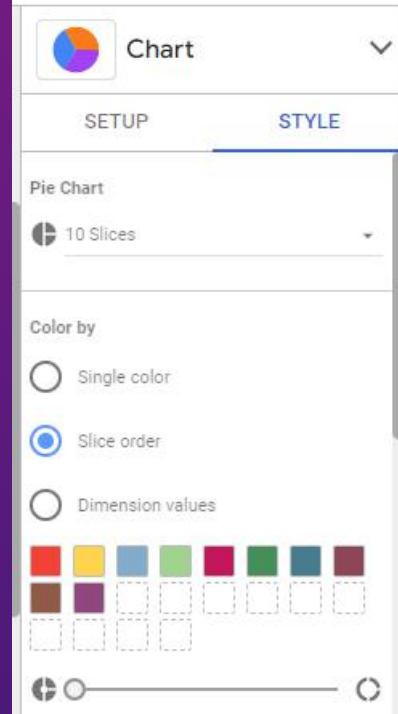 Chart
SETUP STYLE
Pie Chart
10 Slices
Color by
Single color
Slice order
Dimension values